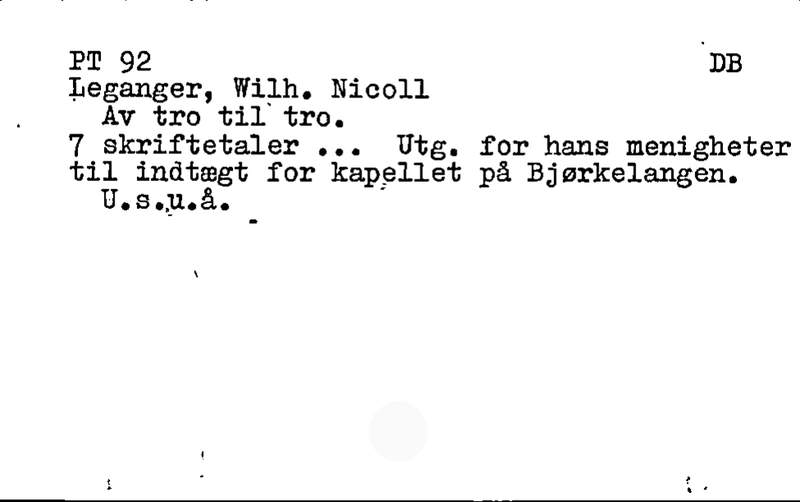 PT 92 DB
Leganger, Wilh. Nicoll
Av tro til tro.
7 skriftetaler ... Utg. for hans menigheter
til indtægt for kapellet på Bjørkelangen.
U.s.u.å.